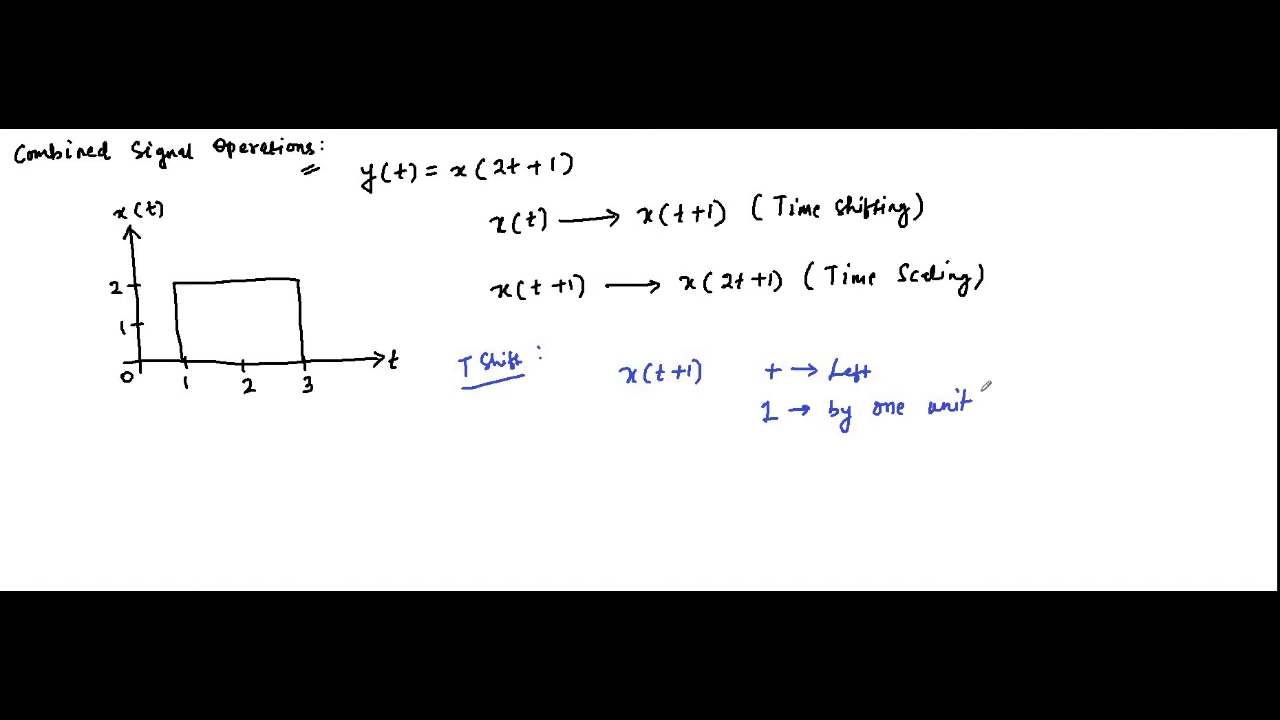 Combined Signal Operations:
y(t) = x(2t+1)
x(t)
2
1
0
1
2
3
t
x(t) → x(t+1) (Time Shifting)
x(t+1) → x(2t+1) (Time Scaling)
T Shift :
x(t+1) + → Left
1 → by one unit